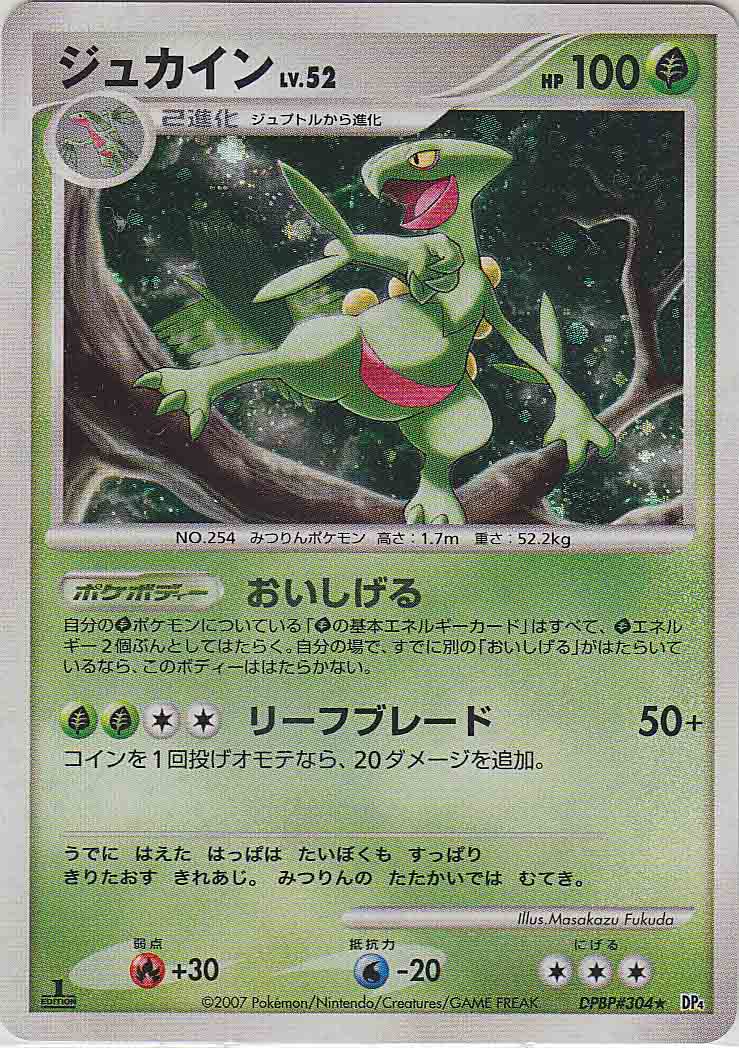 ジュカイン LV.52 HP 100
2進化 ジュプトルから進化
NO.254 みつりんポケモン 高さ:1.7m 重さ:52.2kg
ポケボディー おいしげる
自分のポケモンについている「の基本エネルギーカード」はすべて、エネル
ギー2個ぶんとしてはたらく。自分の場で、すでに別の「おいしげる」がはたらいて
いるなら、このボディーははたらかない。
リーフブレード 50+
コインを1回投げオモテなら、20ダメージを追加。
うでに はえた はっぱは たいぼくも すっぱり
きりたおす きれあじ。 みつりんの たたかいでは むてき。
Illus.Masakazu Fukuda
弱点 抵抗力 にげる
+30 -20
1 EDITION ©2007 Pokémon/Nintendo/Creatures/GAME FREAK DPBP#304★ DP4